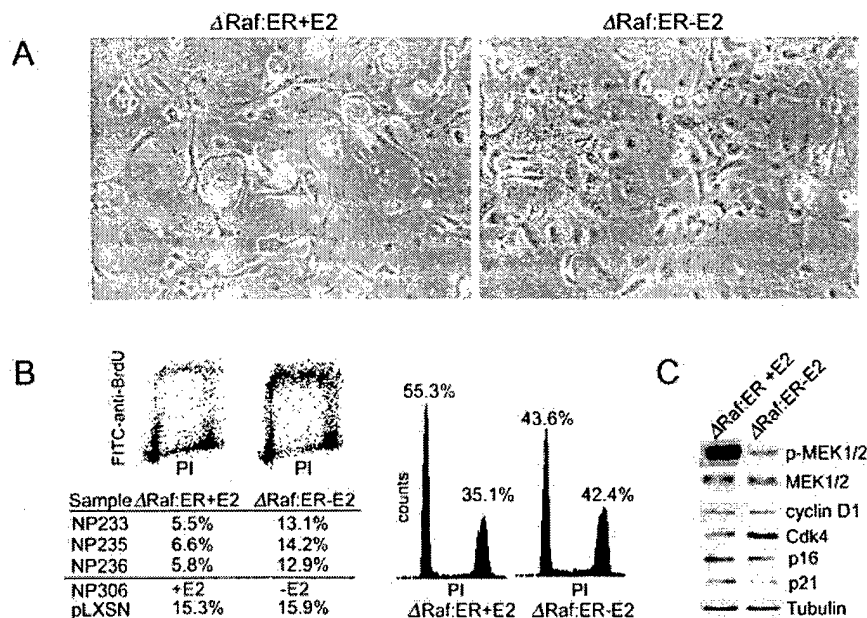 ΔRaf:ER+E2 ΔRaf:ER-E2
A
B
FITC-anti-BrdU
PI PI
Sample ΔRaf:ER+E2 ΔRaf:ER-E2
NP233 5.5% 13.1%
NP235 6.6% 14.2%
NP236 5.8% 12.9%
NP306 +E2 -E2
pLXSN 15.3% 15.9%
55.3%
35.1%
43.6%
42.4%
counts
PI PI
ΔRaf:ER+E2 ΔRaf:ER-E2
C
ΔRaf:ER +E2
ΔRaf:ER-E2
p-MEK1/2
MEK1/2
cyclin D1
Cdk4
p16
p21
Tubulin